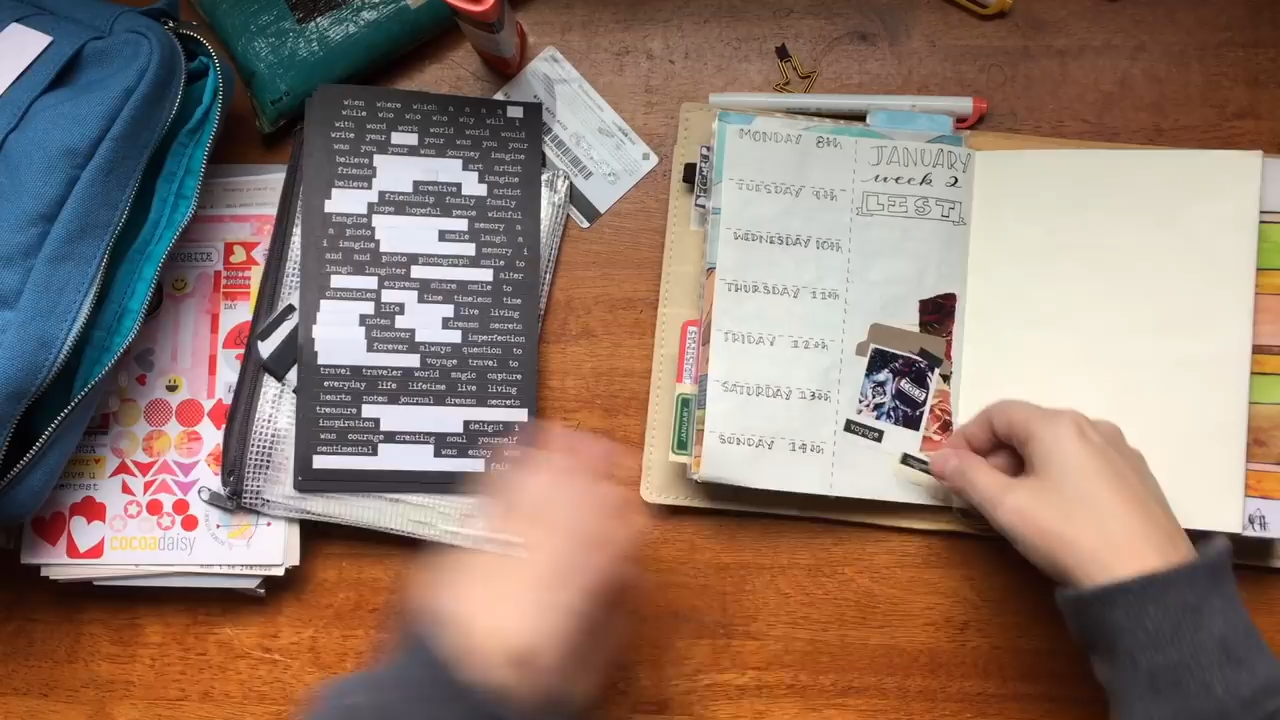 when where which a a a a
while who who who why will i
with word work world world would
write year your was you your
was you your was journey imagine
believe art artist
friends imagine
believe creative artist
friendship family family
hope hopeful peace wishful
imagine memory a
a photo smile laugh a
i imagine memory i
and and photo photograph smile to
laugh laughter alter
express share smile to
chronicles time timeless time
life live living
notes dreams secrets
discover imperfection
forever always question to
voyage travel to
travel traveler world magic capture
everyday life lifetime live living
hearts notes journal dreams secrets
treasure
inspiration delight i
was courage creating soul yourself
sentimental was enjoy
DAY
cocoadaisy
CHRISTMAS
JANUARY
MONDAY 8th
TUESDAY 9th
WEDNESDAY 10th
THURSDAY 11th
FRIDAY 12th
SATURDAY 13th
SUNDAY 14th
JANUARY
week 2
LIST
voyage